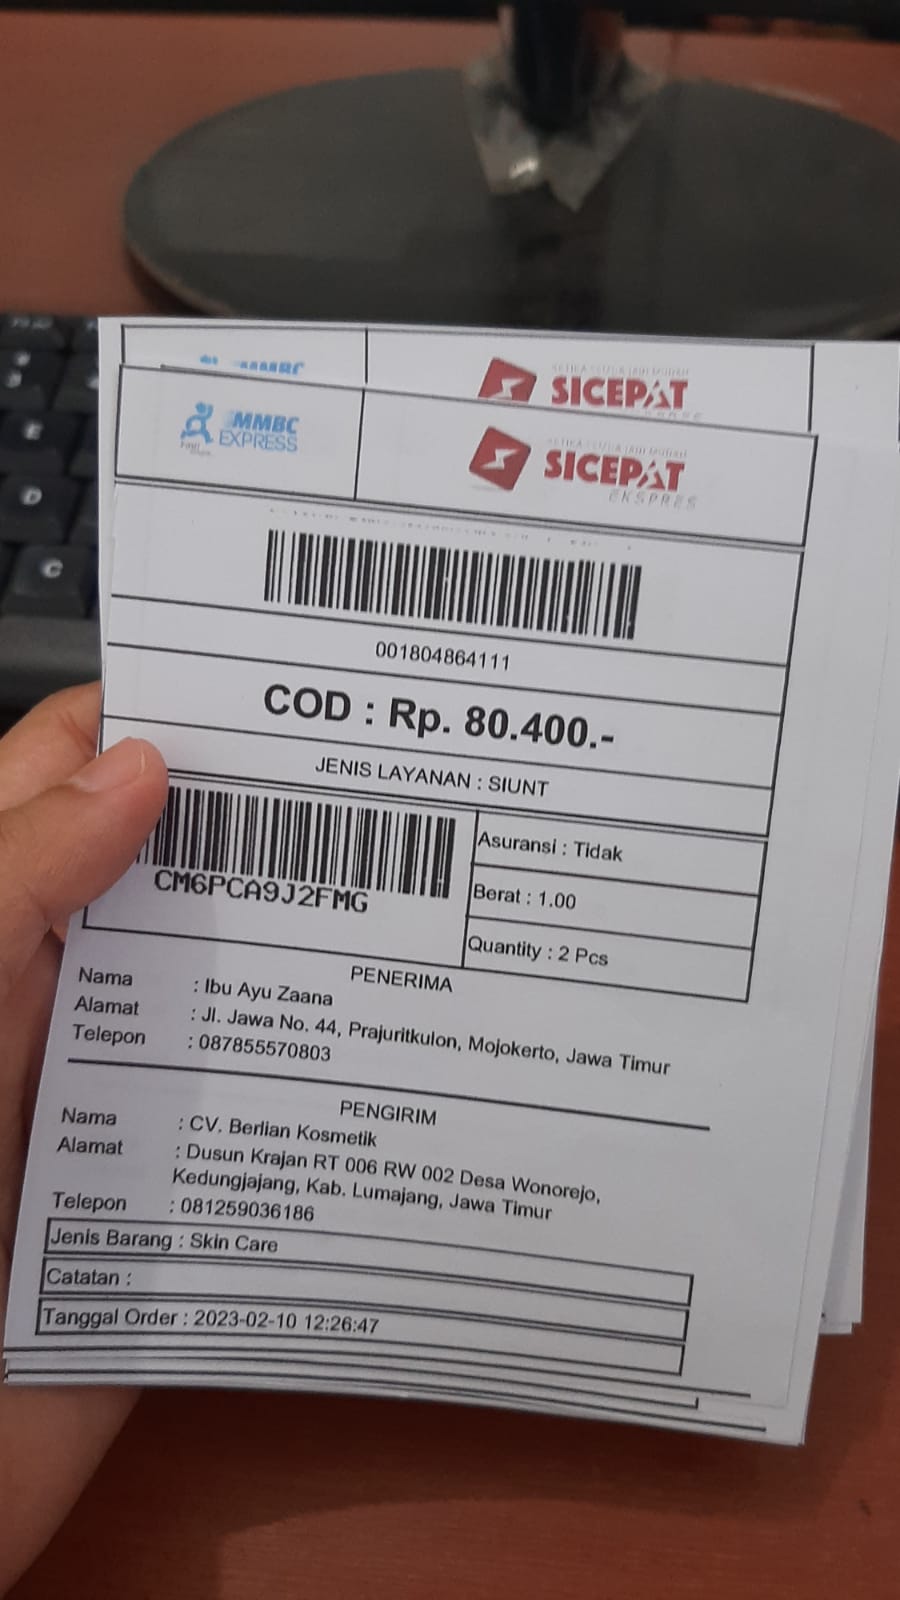 SICEPAT
MMBC
EXPRESS
SICEPAT
EKSPRES
001804864111
COD : Rp. 80.400.-
JENIS LAYANAN : SIUNT
CM6PCA9J2FMG
Asuransi : Tidak
Berat : 1.00
Quantity : 2 Pcs
PENERIMA
Nama : Ibu Ayu Zaana
Alamat : Jl. Jawa No. 44, Prajuritkulon, Mojokerto, Jawa Timur
Telepon : 087855570803
PENGIRIM
Nama : CV. Berlian Kosmetik
Alamat : Dusun Krajan RT 006 RW 002 Desa Wonorejo,
Kedungjajang, Kab. Lumajang, Jawa Timur
Telepon : 081259036186
Jenis Barang : Skin Care
Catatan :
Tanggal Order : 2023-02-10 12:26:47
E
D
C